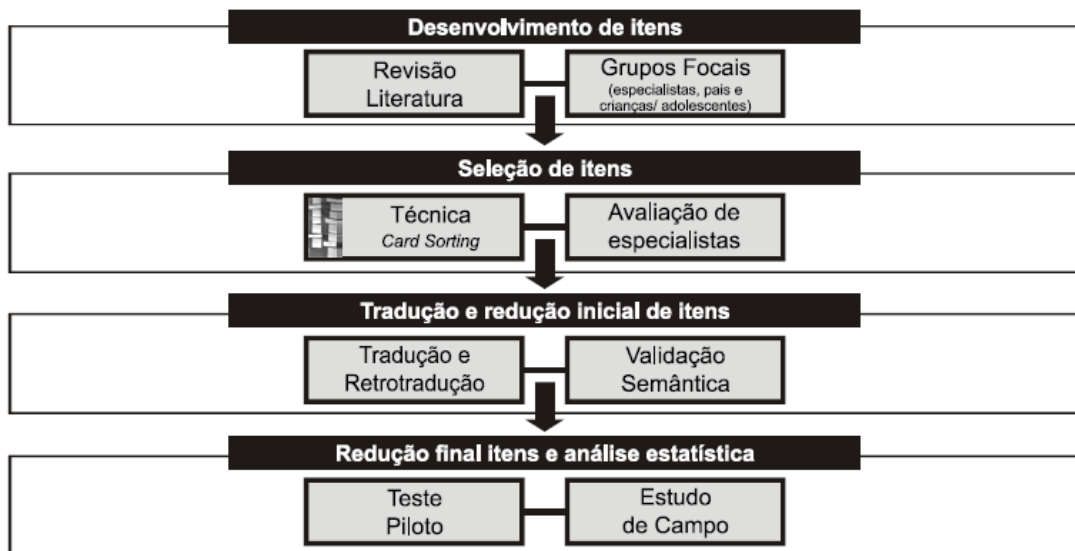 Desenvolvimento de itens
Revisão
Literatura
Grupos Focais
(especialistas, pais e
crianças/ adolescentes)
Seleção de itens
Técnica
Card Sorting
Avaliação de
especialistas
Tradução e redução inicial de itens
Tradução e
Retrotradução
Validação
Semântica
Redução final itens e análise estatística
Teste
Piloto
Estudo
de Campo